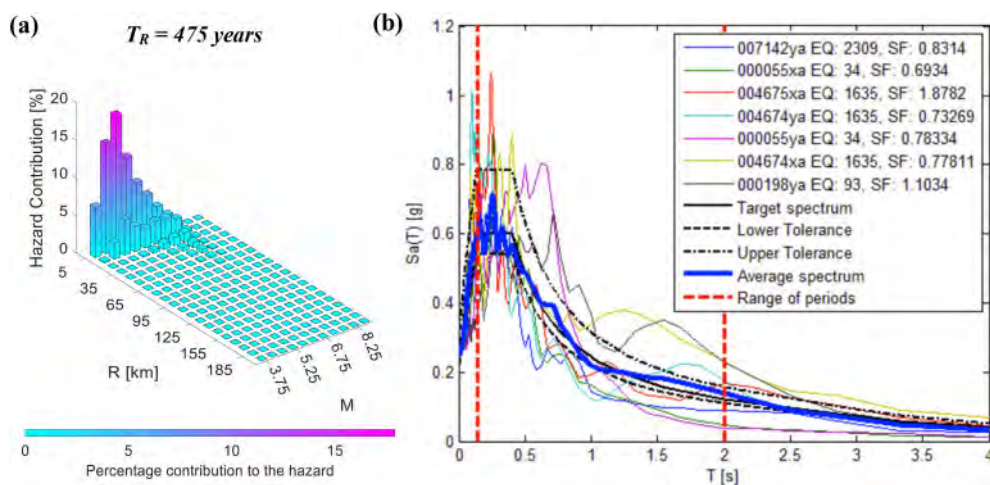 (a)
T_R = 475 years
Hazard Contribution [%]
20
15
10
5
0
5
35
65
95
125
155
185
R [km]
3.75
5.25
6.75
8.25
M
0 5 10 15
Percentage contribution to the hazard
(b)
1.2
1
0.8
0.6
0.4
0.2
0
Sa(T) [g]
007142ya EQ: 2309, SF: 0.8314
000055xa EQ: 34, SF: 0.6934
004675xa EQ: 1635, SF: 1.8782
004674ya EQ: 1635, SF: 0.73269
000055ya EQ: 34, SF: 0.78334
004674xa EQ: 1635, SF: 0.77811
000198ya EQ: 93, SF: 1.1034
Target spectrum
Lower Tolerance
Upper Tolerance
Average spectrum
Range of periods
0 0.5 1 1.5 2 2.5 3 3.5 4
T [s]